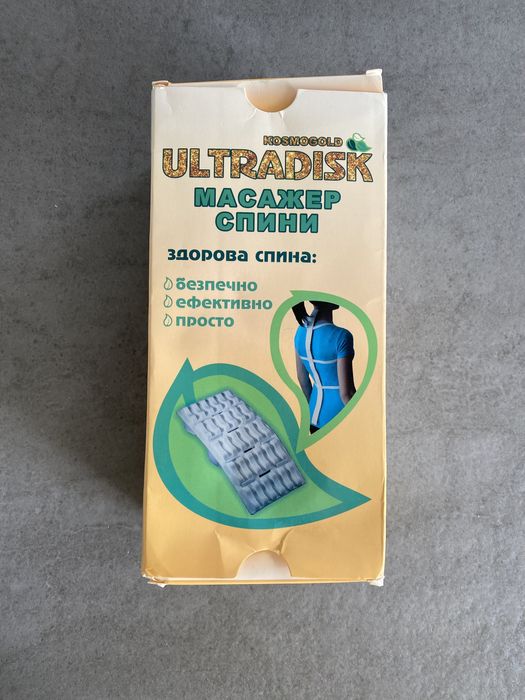 KOSMOGOLD
ULTRADISK
МАСАЖЕР
СПИНИ
здорова спина:
безпечно
ефективно
просто